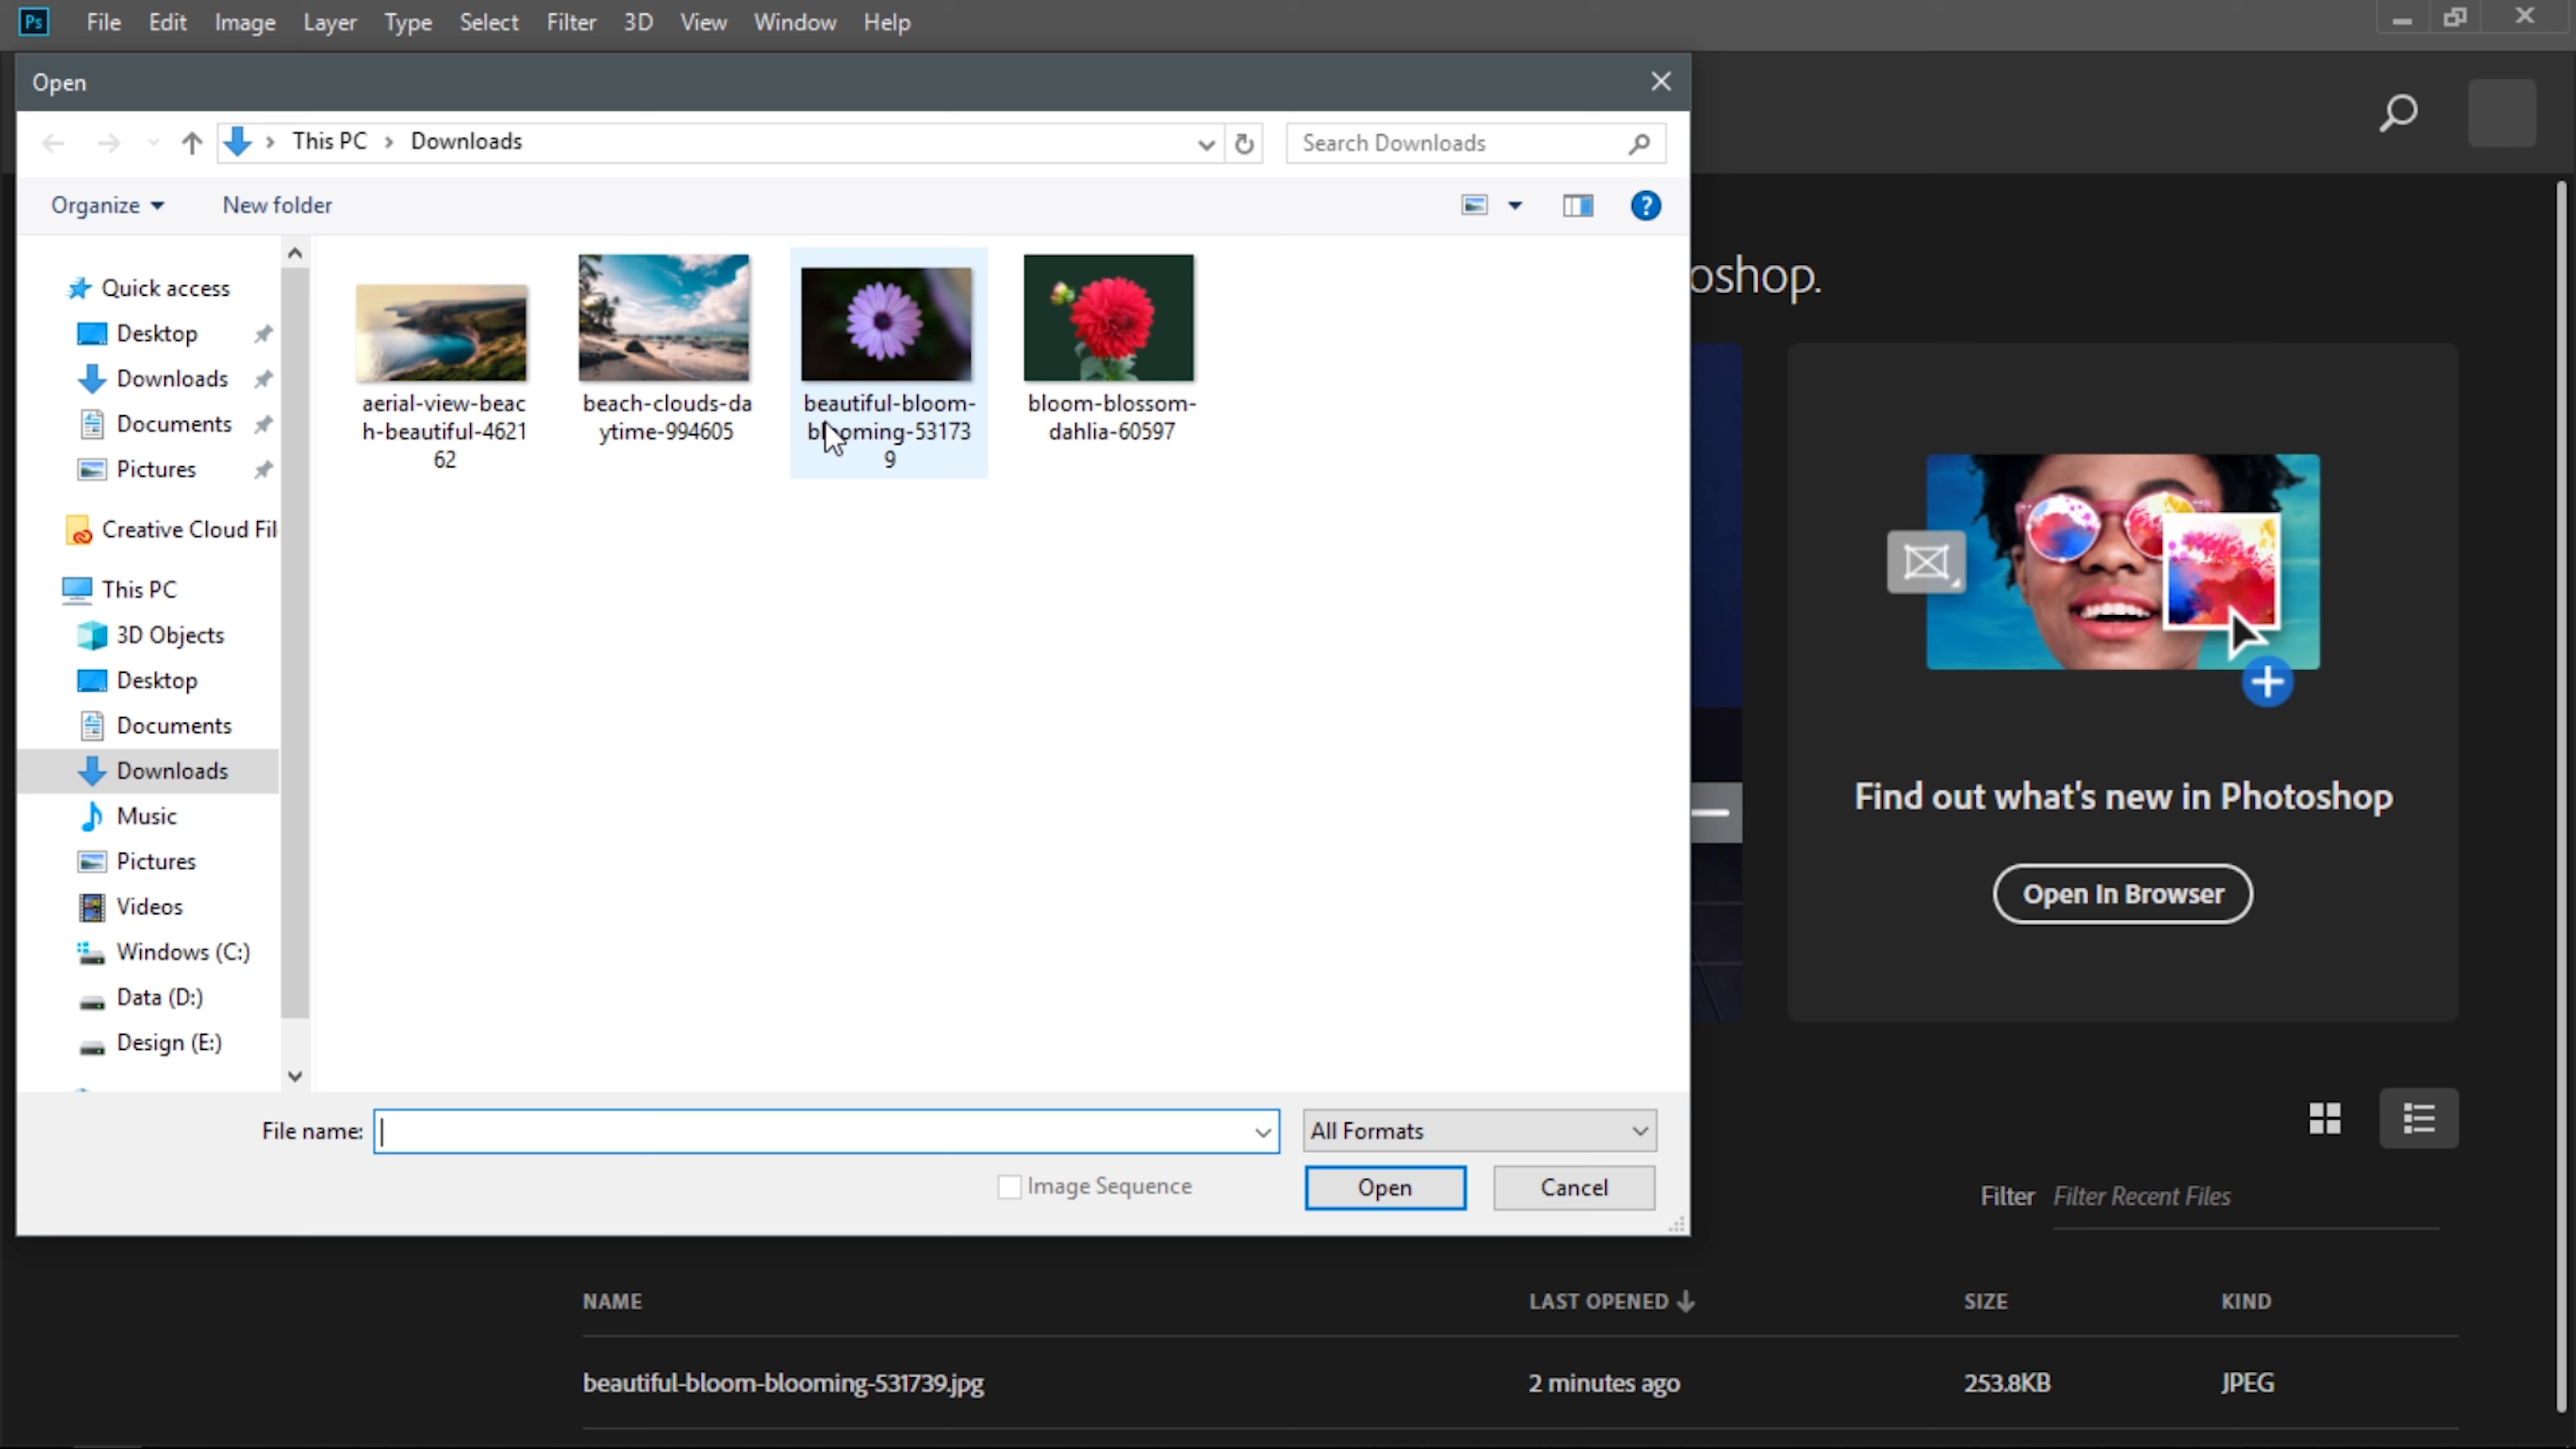 Ps File Edit Image Layer Type Select Filter 3D View Window Help
Open
This PC Downloads
Search Downloads
Organize New folder
Quick access
Desktop
Downloads
Documents
Pictures
Creative Cloud Fil
This PC
3D Objects
Desktop
Documents
Downloads
Music
Pictures
Videos
Windows (C:)
Data (D:)
Design (E:)
aerial-view-beac
h-beautiful-4621
62
beach-clouds-da
ytime-994605
beautiful-bloom-
blooming-53173
9
bloom-blossom-
dahlia-60597
File name:
All Formats
Image Sequence
Open
Cancel
oshop.
Find out what's new in Photoshop
Open In Browser
Filter Filter Recent Files
NAME LAST OPENED SIZE KIND
beautiful-bloom-blooming-531739.jpg 2 minutes ago 253.8KB JPEG